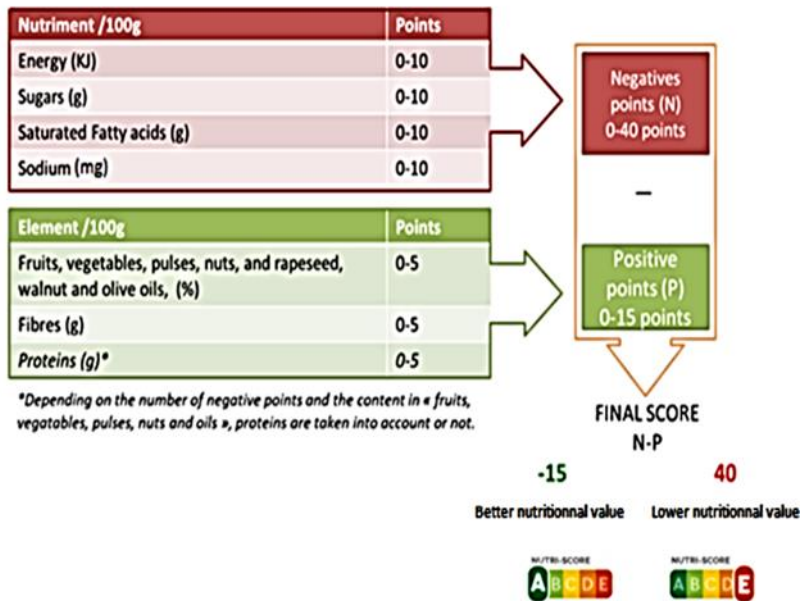 Nutriment /100g Points
Energy (KJ) 0-10
Sugars (g) 0-10
Saturated Fatty acids (g) 0-10
Sodium (mg) 0-10
Negatives
points (N)
0-40 points
–
Element /100g Points
Fruits, vegetables, pulses, nuts, and rapeseed,
walnut and olive oils, (%) 0-5
Fibres (g) 0-5
Proteins (g)* 0-5
Positive
points (P)
0-15 points
*Depending on the number of negative points and the content in « fruits,
vegatables, pulses, nuts and oils », proteins are taken into account or not.
FINAL SCORE
N-P
-15 40
Better nutritionnal value Lower nutritionnal value
NUTRI-SCORE NUTRI-SCORE
A B C D E A B C D E